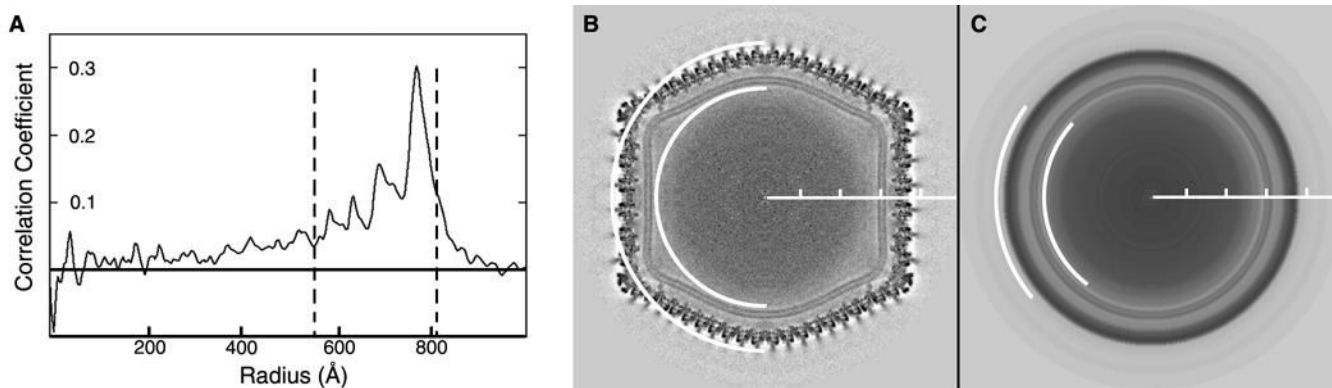 A
Correlation Coefficient
0.3
0.2
0.1
200 400 600 800
Radius (Å)
B
C